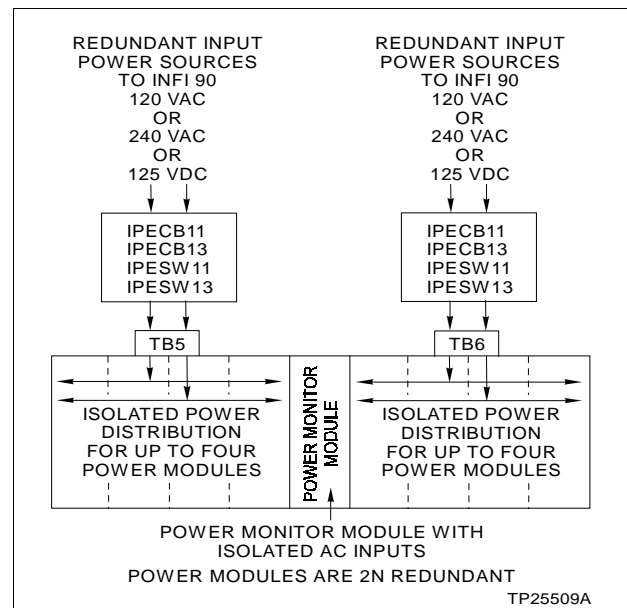 REDUNDANT INPUT
POWER SOURCES
TO INFI 90
120 VAC
OR
240 VAC
OR
125 VDC
REDUNDANT INPUT
POWER SOURCES
TO INFI 90
120 VAC
OR
240 VAC
OR
125 VDC
IPECB11
IPECB13
IPESW11
IPESW13
IPECB11
IPECB13
IPESW11
IPESW13
TB5
TB6
ISOLATED POWER
DISTRIBUTION
FOR UP TO FOUR
POWER MODULES
POWER MONITOR
MODULE
ISOLATED POWER
DISTRIBUTION
FOR UP TO FOUR
POWER MODULES
POWER MONITOR MODULE WITH
ISOLATED AC INPUTS
POWER MODULES ARE 2N REDUNDANT
TP25509A